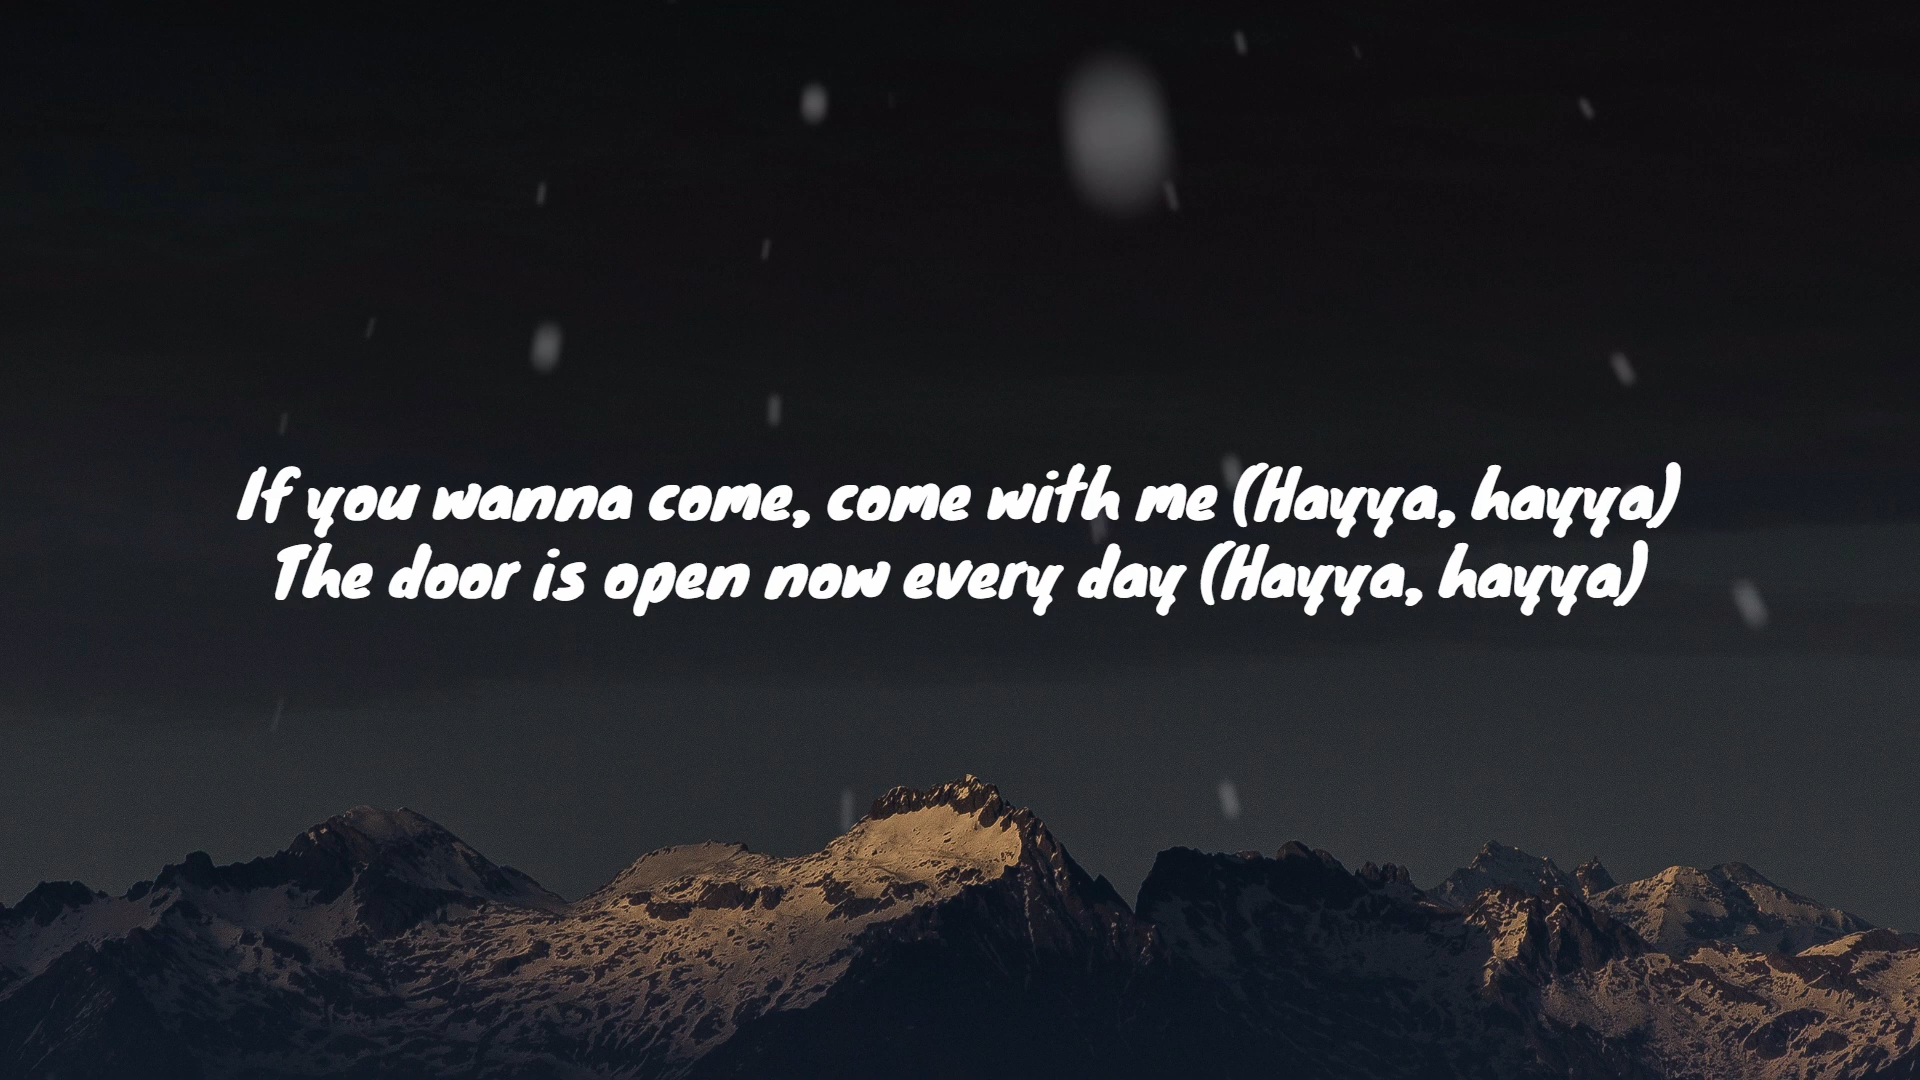 If you wanna come, come with me (Hayya, hayya)
The door is open now every day (Hayya, hayya)